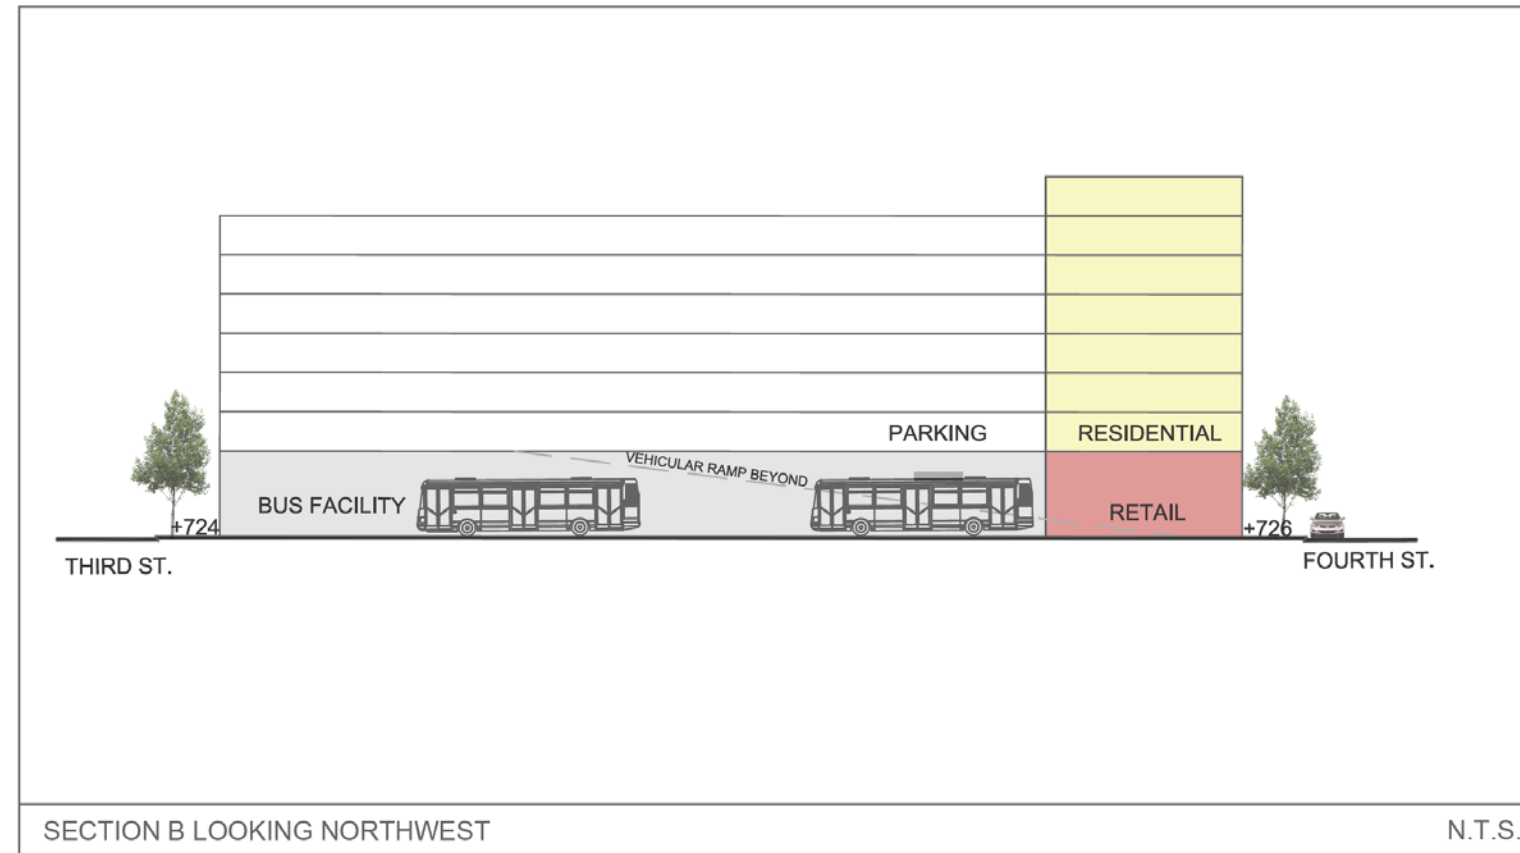 PARKING
RESIDENTIAL
VEHICULAR RAMP BEYOND
BUS FACILITY
RETAIL
+724
+726
THIRD ST.
FOURTH ST.
SECTION B LOOKING NORTHWEST
N.T.S.